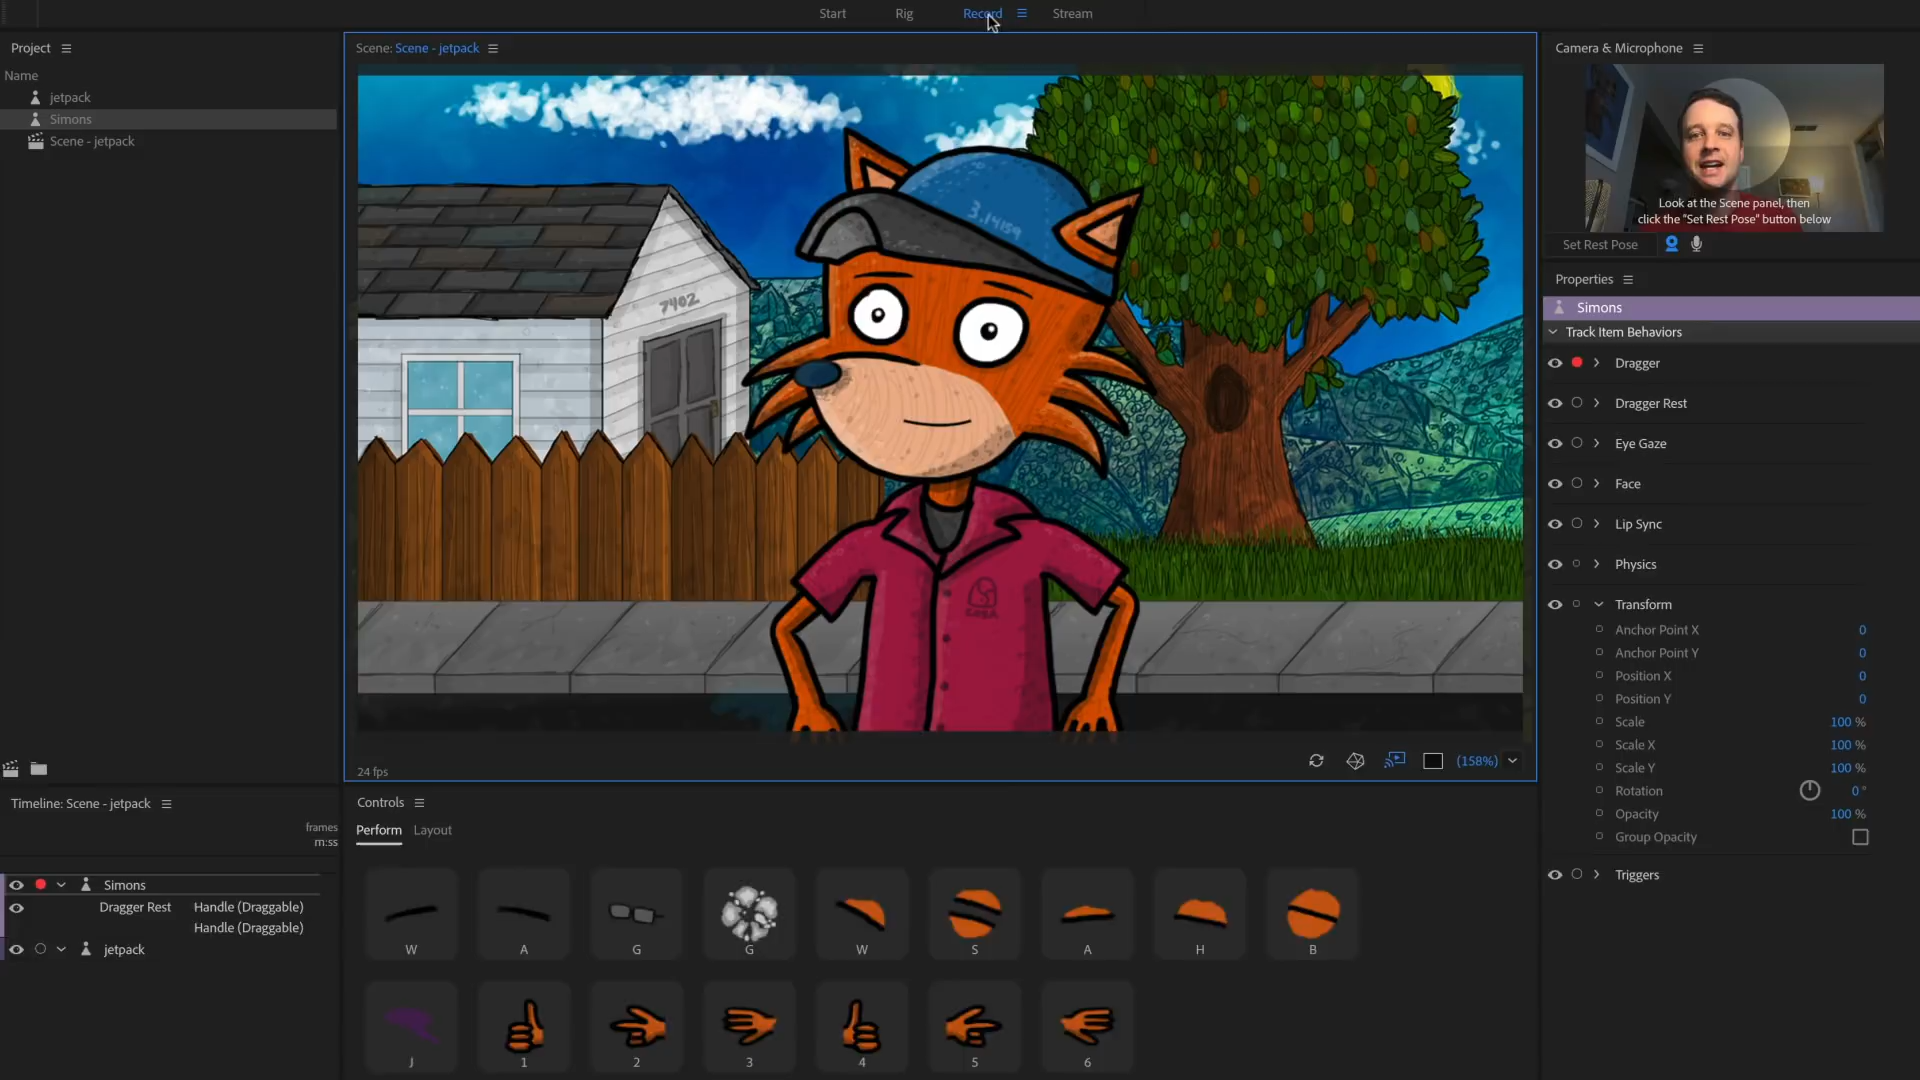 Start Rig Record Stream
Project
Name
jetpack
Simons
Scene - jetpack
Scene: Scene - jetpack
3.14159
7402
24 fps
(158%)
Camera & Microphone
Look at the Scene panel, then
click the "Set Rest Pose" button below
Set Rest Pose
Properties
Simons
Track Item Behaviors
Dragger
Dragger Rest
Eye Gaze
Face
Lip Sync
Physics
Transform
Anchor Point X 0
Anchor Point Y 0
Position X 0
Position Y 0
Scale 100 %
Scale X 100 %
Scale Y 100 %
Rotation 0 °
Opacity 100 %
Group Opacity
Triggers
Timeline: Scene - jetpack
frames
m:ss
Simons
Dragger Rest Handle (Draggable)
Handle (Draggable)
jetpack
Controls
Perform Layout
W A G G W S A H B
J 1 2 3 4 5 6